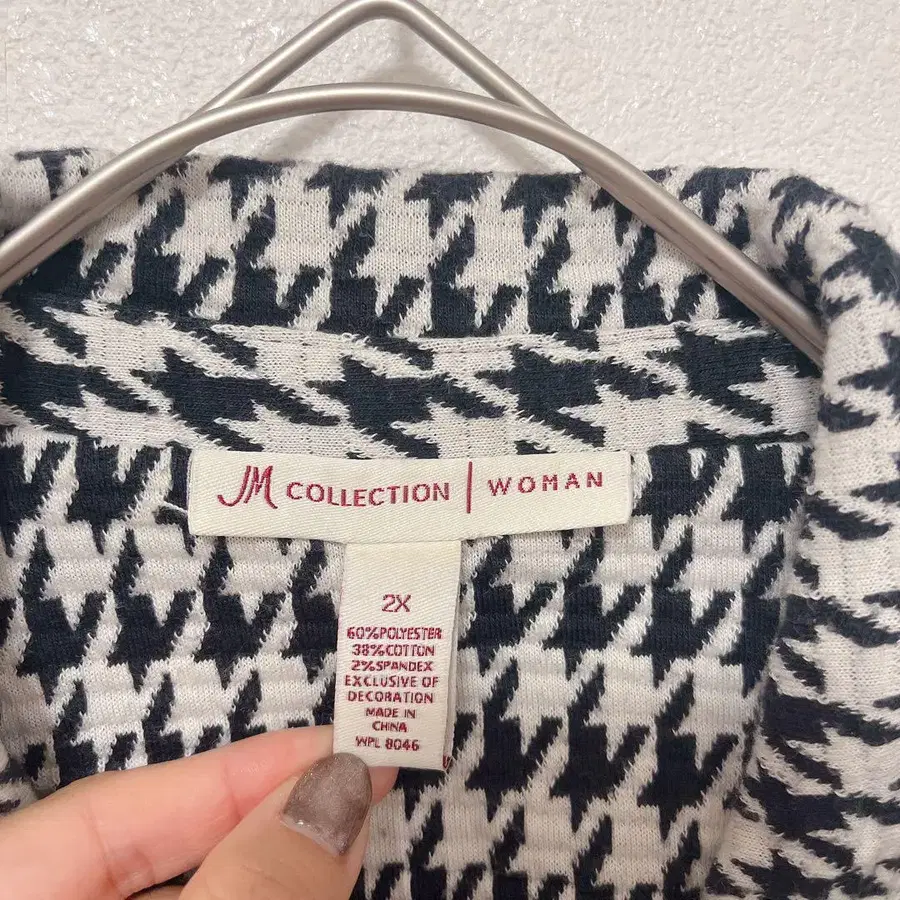 JM COLLECTION | WOMAN
2X
60%POLYESTER
38%COTTON
2%SPANDEX
EXCLUSIVE OF
DECORATION
MADE IN
CHINA
WPL 8046